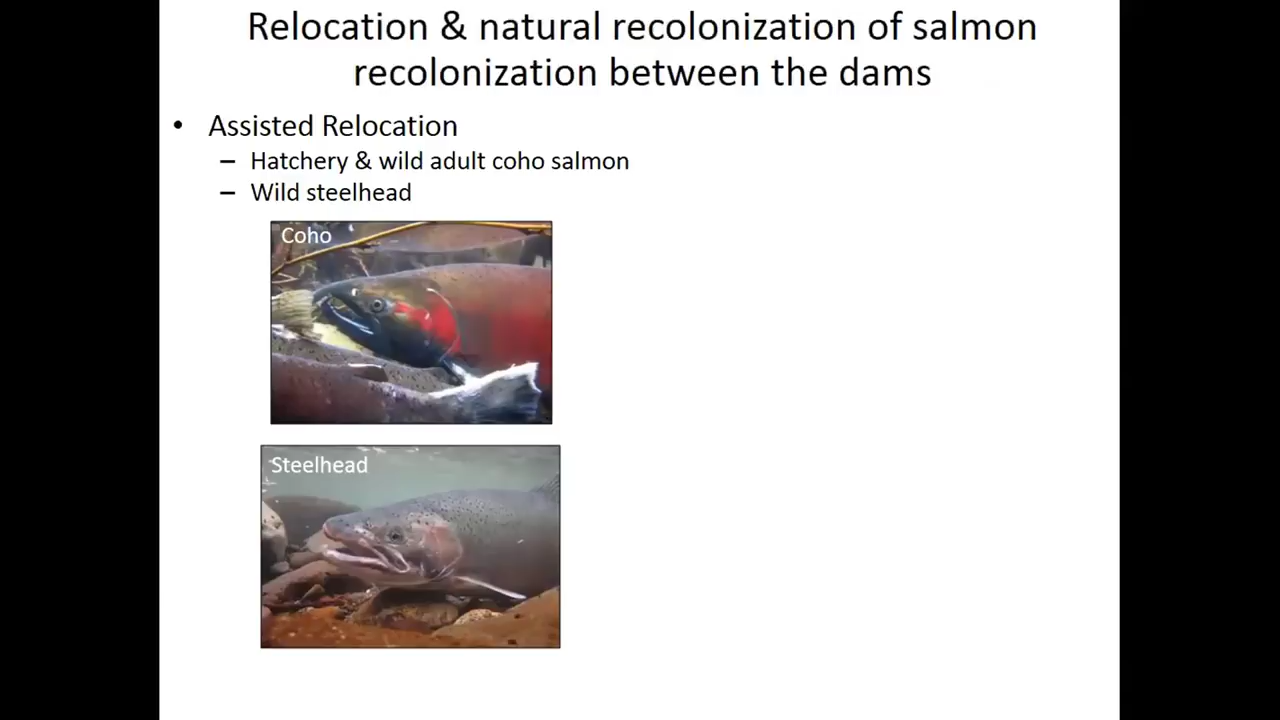 Relocation & natural recolonization of salmon
recolonization between the dams
• Assisted Relocation
– Hatchery & wild adult coho salmon
– Wild steelhead
Coho
Steelhead